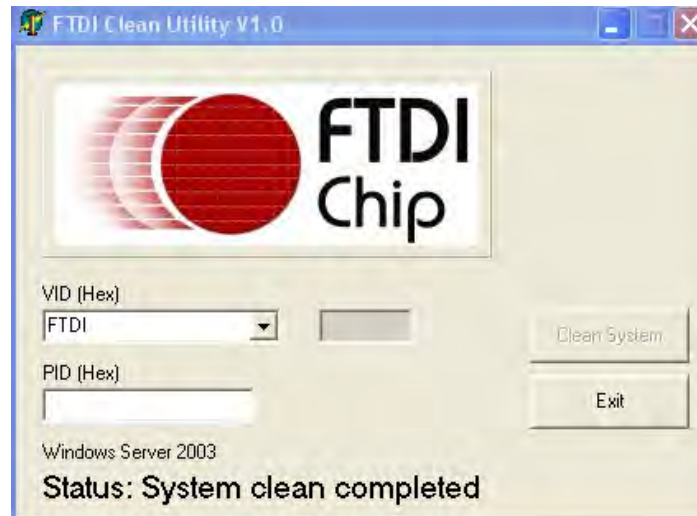 FTDI Clean Utility V1.0
FTDI
Chip
VID (Hex)
FTDI
Clean System
PID (Hex)
Exit
Windows Server 2003
Status: System clean completed